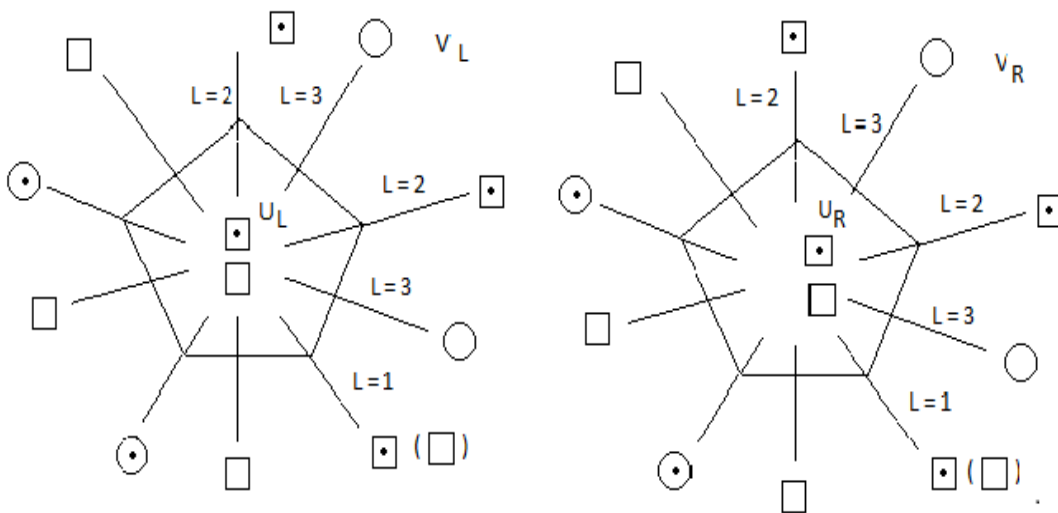 V L
L = 2
L = 3
L = 2
U L
L = 3
L = 1
( )
V R
L = 2
L = 3
L = 2
U R
L = 3
L = 1
( )
.